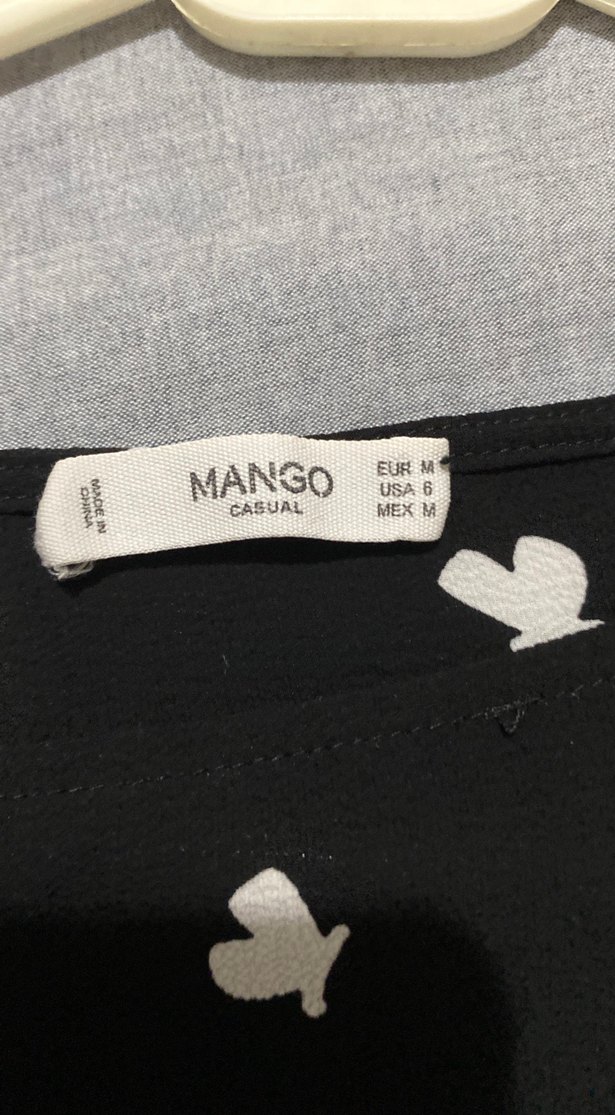 MADE IN
CHINA
MANGO
CASUAL
EUR M
USA 6
MEX M